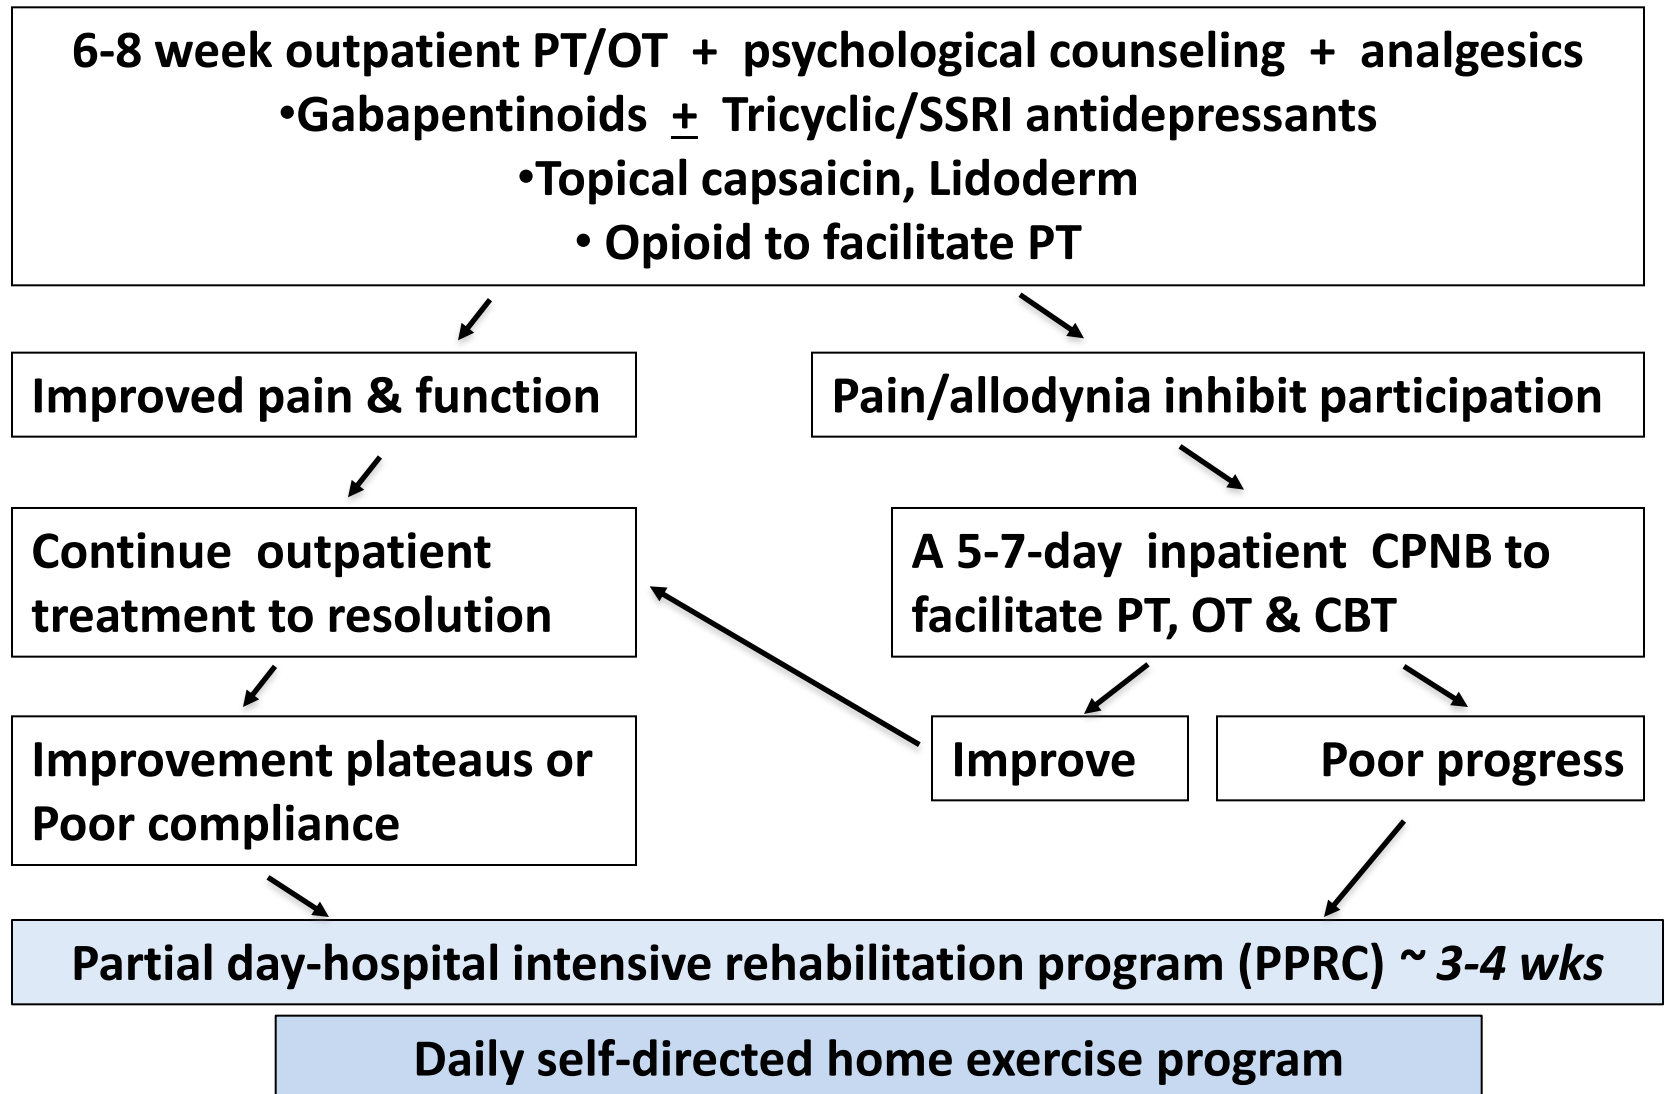 6-8 week outpatient PT/OT + psychological counseling + analgesics
•Gabapentinoids + Tricyclic/SSRI antidepressants
•Topical capsaicin, Lidoderm
• Opioid to facilitate PT
Improved pain & function
Pain/allodynia inhibit participation
Continue outpatient
treatment to resolution
A 5-7-day inpatient CPNB to
facilitate PT, OT & CBT
Improvement plateaus or
Poor compliance
Improve
Poor progress
Partial day-hospital intensive rehabilitation program (PPRC) ~ 3-4 wks
Daily self-directed home exercise program